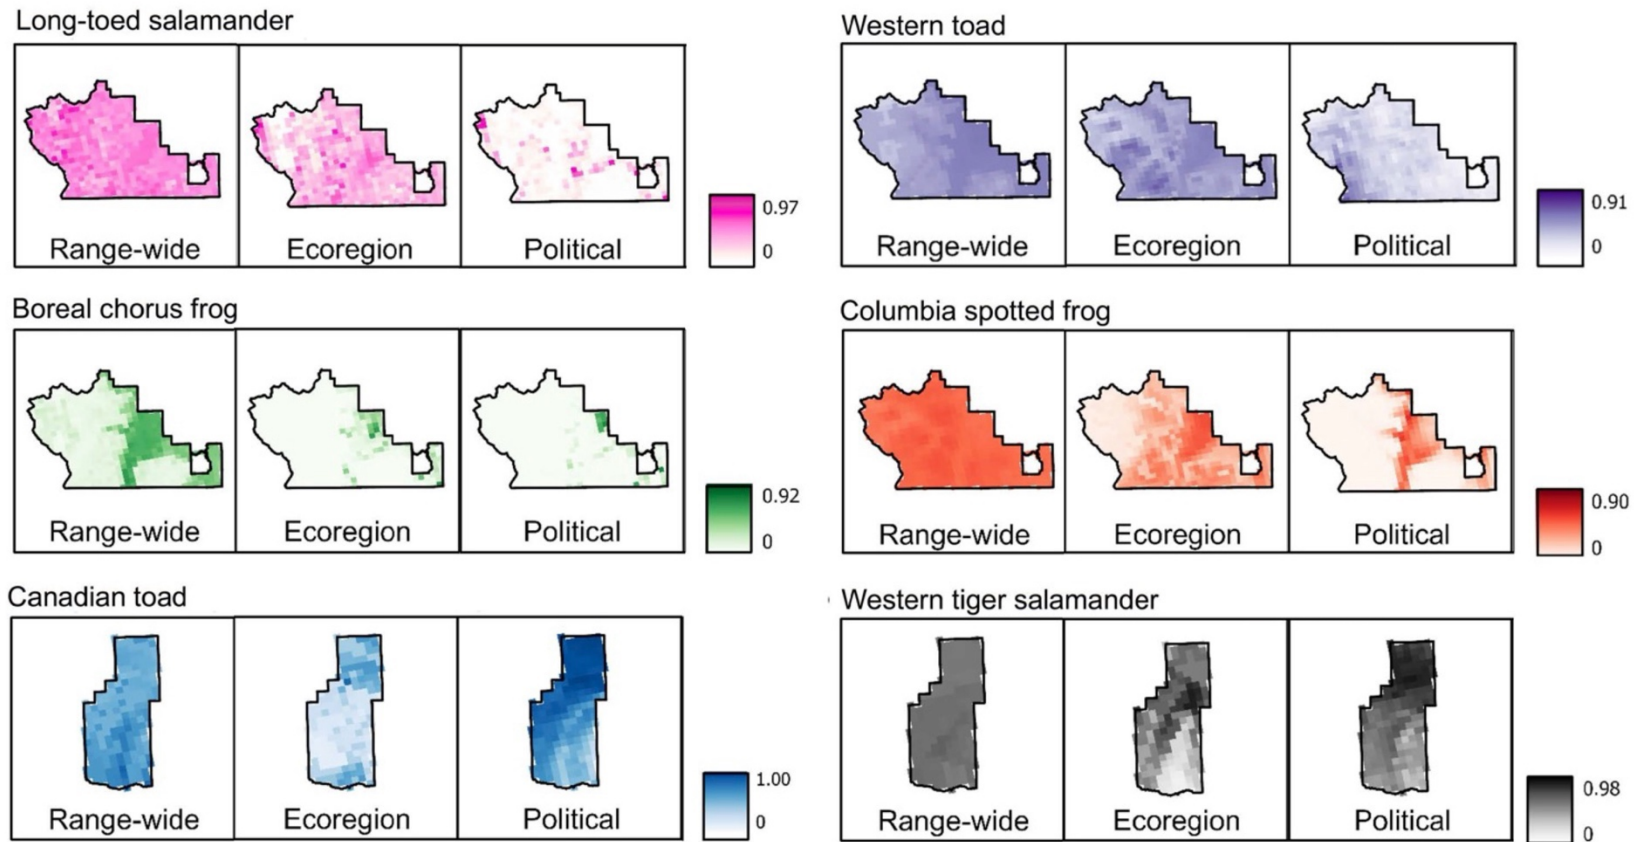 Long-toed salamander
Range-wide
Ecoregion
Political
0.97
0
Western toad
Range-wide
Ecoregion
Political
0.91
0
Boreal chorus frog
Range-wide
Ecoregion
Political
0.92
0
Columbia spotted frog
Range-wide
Ecoregion
Political
0.90
0
Canadian toad
Range-wide
Ecoregion
Political
1.00
0
Western tiger salamander
Range-wide
Ecoregion
Political
0.98
0